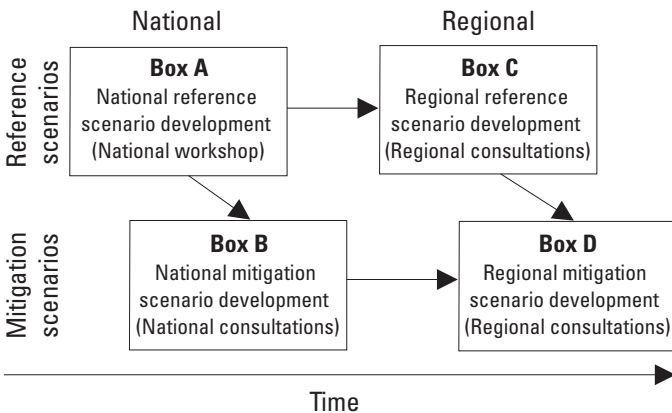 National
Regional
Reference
scenarios
Box A
National reference
scenario development
(National workshop)
Box C
Regional reference
scenario development
(Regional consultations)
Mitigation
scenarios
Box B
National mitigation
scenario development
(National consultations)
Box D
Regional mitigation
scenario development
(Regional consultations)
Time